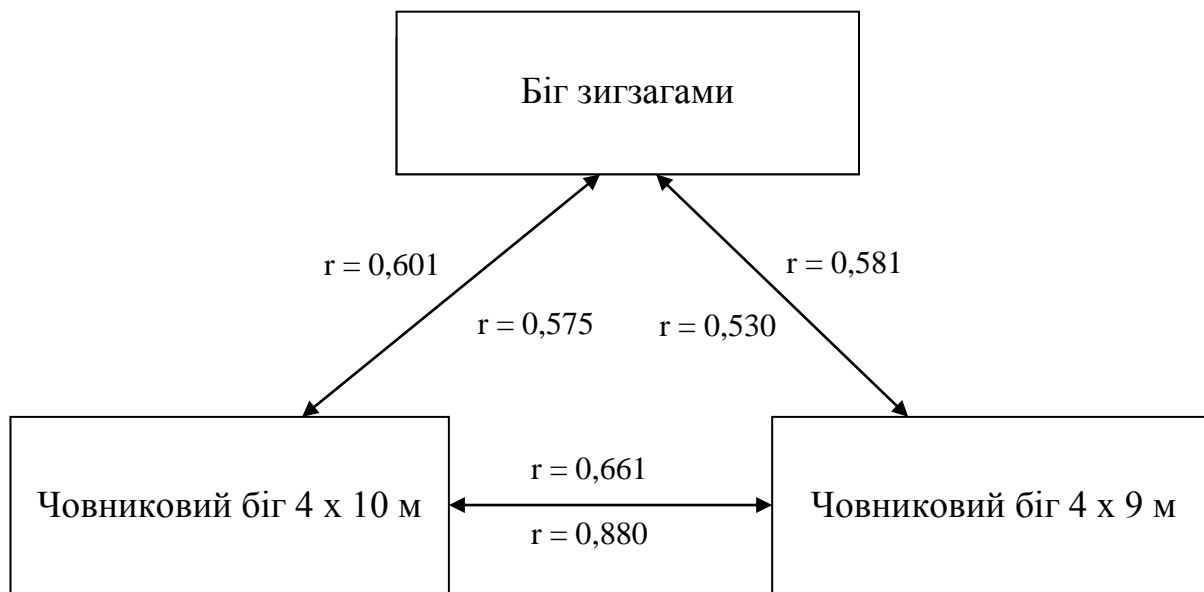 Біг зигзагами
r = 0,601
r = 0,581
r = 0,575
r = 0,530
r = 0,661
Човниковий біг 4 х 10 м
Човниковий біг 4 х 9 м
r = 0,880